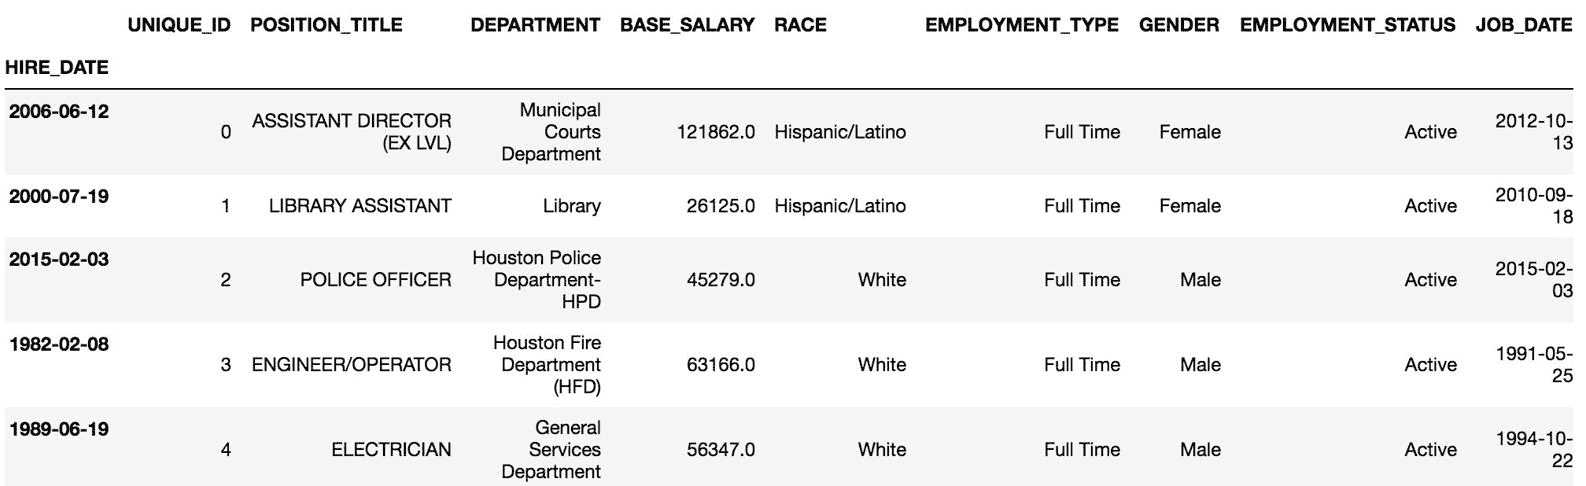 UNIQUE_ID POSITION_TITLE DEPARTMENT BASE_SALARY RACE EMPLOYMENT_TYPE GENDER EMPLOYMENT_STATUS JOB_DATE
HIRE_DATE
2006-06-12 0 ASSISTANT DIRECTOR (EX LVL) Municipal Courts Department 121862.0 Hispanic/Latino Full Time Female Active 2012-10-13
2000-07-19 1 LIBRARY ASSISTANT Library 26125.0 Hispanic/Latino Full Time Female Active 2010-09-18
2015-02-03 2 POLICE OFFICER Houston Police Department-HPD 45279.0 White Full Time Male Active 2015-02-03
1982-02-08 3 ENGINEER/OPERATOR Houston Fire Department (HFD) 63166.0 White Full Time Male Active 1991-05-25
1989-06-19 4 ELECTRICIAN General Services Department 56347.0 White Full Time Male Active 1994-10-22